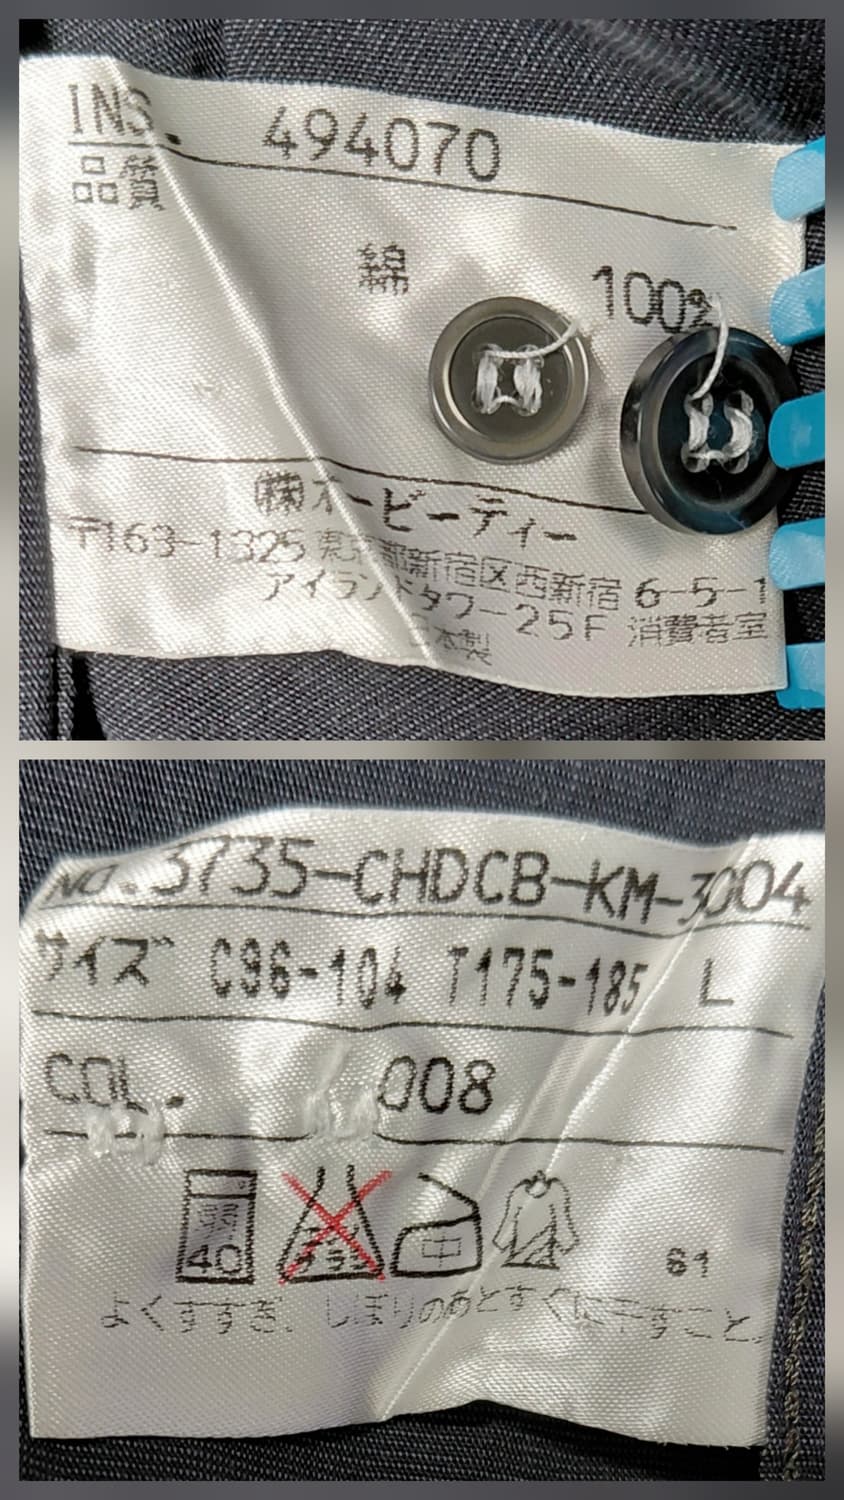 INS. 494070
品質
綿 100%
㈱オービーティー
〒163-1325 東京都新宿区西新宿 6-5-1
アイランドタワー25F 消費者室
日本製
NO. 3735-CHDCB-KM-3004
サイズ C96-104 T175-185 L
COL. 008
40 中 61
よくすすぎ、しぼりのあとすぐに干すこと。